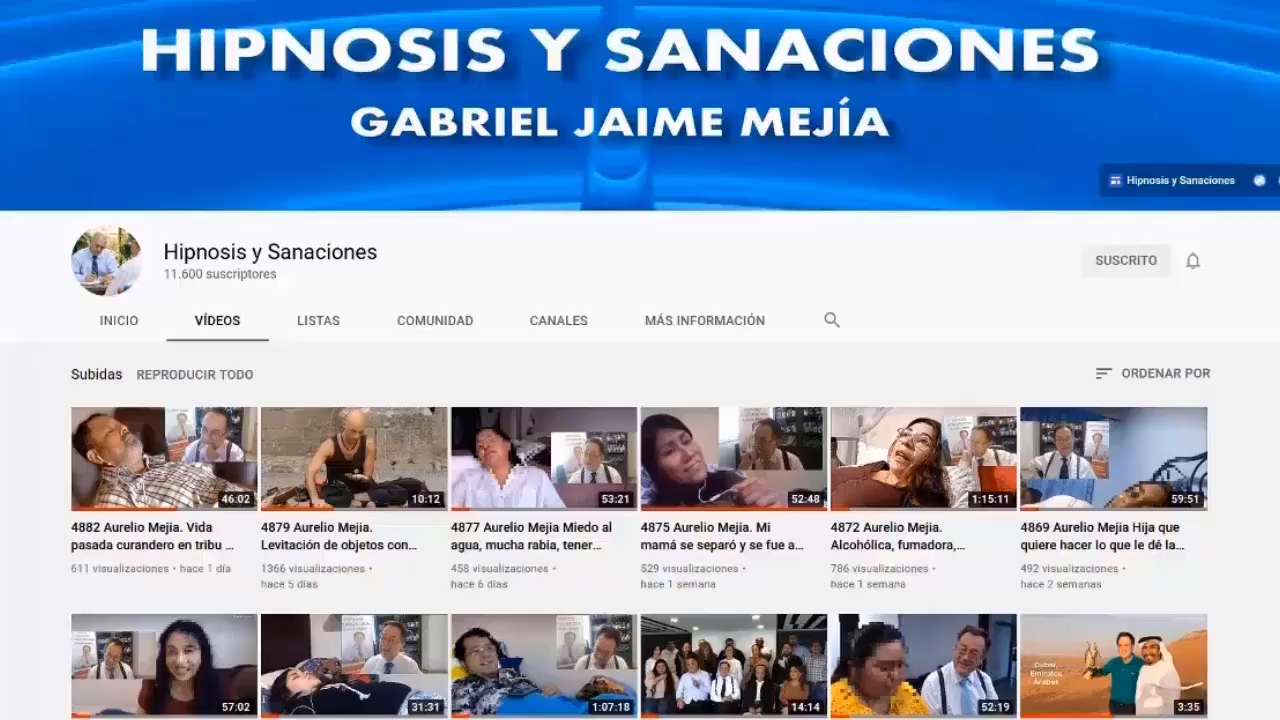 HIPNOSIS Y SANACIONES
GABRIEL JAIME MEJÍA
Hipnosis y Sanaciones
Hipnosis y Sanaciones
11.600 suscriptores
SUSCRITO
INICIO VÍDEOS LISTAS COMUNIDAD CANALES MÁS INFORMACIÓN
Subidas REPRODUCIR TODO ORDENAR POR
46:02
10:12
53:21
52:48
1:15:11
59:51
4882 Aurelio Mejia. Vida
pasada curandero en tribu ...
611 visualizaciones • hace 1 día
4879 Aurelio Mejia.
Levitación de objetos con...
1366 visualizaciones •
hace 5 días
4877 Aurelio Mejia Miedo al
agua, mucha rabia, tener...
458 visualizaciones •
hace 6 días
4875 Aurelio Mejia. Mi
mamá se separó y se fue a...
529 visualizaciones •
hace 1 semana
4872 Aurelio Mejia.
Alcohólica, fumadora,...
786 visualizaciones •
hace 1 semana
4869 Aurelio Mejia Hija que
quiere hacer lo que le dé la...
492 visualizaciones •
hace 2 semanas
57:02
31:31
1:07:18
14:14
52:19
Dubai,
Emiratos
Árabes
3:35